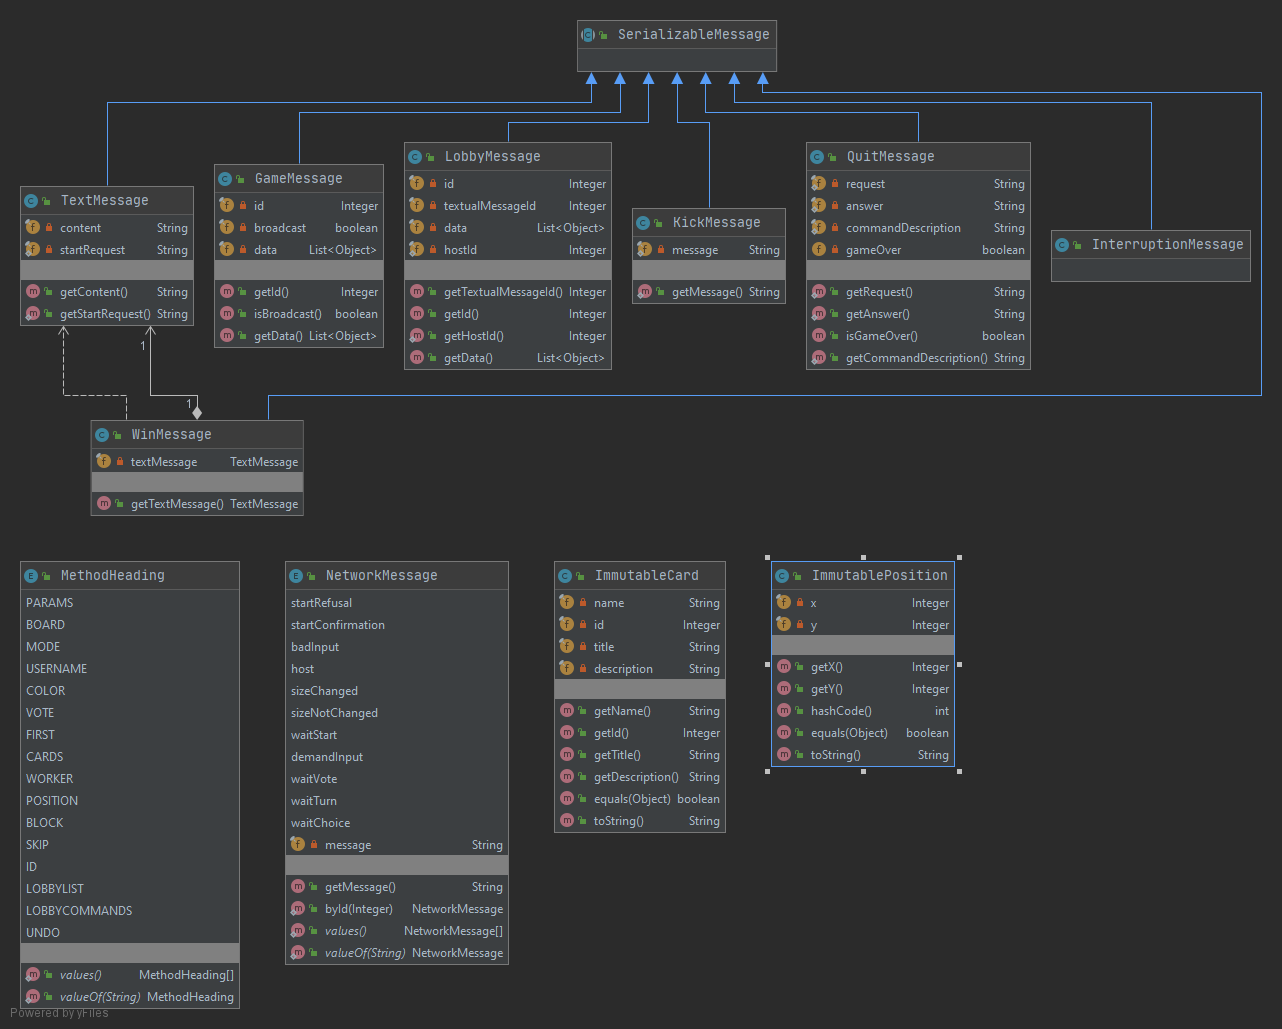 SerializableMessage
TextMessage
content String
startRequest String
getContent() String
getStartRequest() String
GameMessage
id Integer
broadcast boolean
data List<Object>
getId() Integer
isBroadcast() boolean
getData() List<Object>
LobbyMessage
id Integer
textualMessageId Integer
data List<Object>
hostId Integer
getTextualMessageId() Integer
getId() Integer
getHostId() Integer
getData() List<Object>
KickMessage
message String
getMessage() String
QuitMessage
request String
answer String
commandDescription String
gameOver boolean
getRequest() String
getAnswer() String
isGameOver() boolean
getCommandDescription() String
InterruptionMessage
1
1
WinMessage
textMessage TextMessage
getTextMessage() TextMessage
MethodHeading
PARAMS
BOARD
MODE
USERNAME
COLOR
VOTE
FIRST
CARDS
WORKER
POSITION
BLOCK
SKIP
ID
LOBBYLIST
LOBBYCOMMANDS
UNDO
values() MethodHeading[]
valueOf(String) MethodHeading
NetworkMessage
startRefusal
startConfirmation
badInput
host
sizeChanged
sizeNotChanged
waitStart
demandInput
waitVote
waitTurn
waitChoice
message String
getMessage() String
byId(Integer) NetworkMessage
values() NetworkMessage[]
valueOf(String) NetworkMessage
ImmutableCard
name String
id Integer
title String
description String
getName() String
getId() Integer
getTitle() String
getDescription() String
equals(Object) boolean
toString() String
ImmutablePosition
x Integer
y Integer
getX() Integer
getY() Integer
hashCode() int
equals(Object) boolean
toString() String
Powered by yFiles